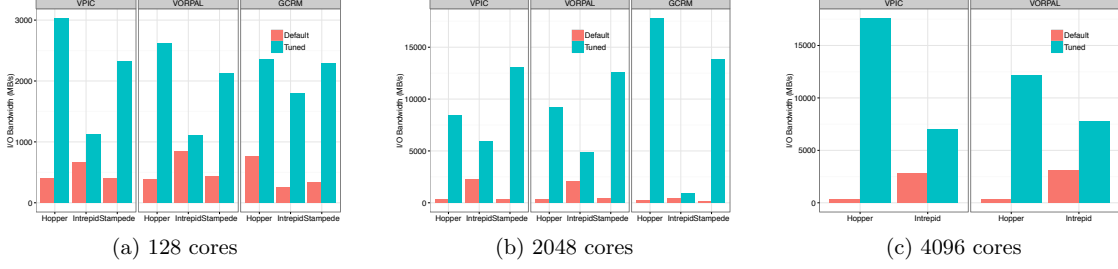 VPIC VORPAL GCRM
3000
2000
1000
0
I/O Bandwidth (MB/s)
Default
Tuned
Hopper Intrepid Stampede Hopper Intrepid Stampede Hopper Intrepid Stampede
(a) 128 cores
VPIC VORPAL GCRM
15000
10000
5000
0
I/O Bandwidth (MB/s)
Default
Tuned
Hopper Intrepid Stampede Hopper Intrepid Stampede Hopper Intrepid Stampede
(b) 2048 cores
VPIC VORPAL
15000
10000
5000
0
I/O Bandwidth (MB/s)
Default
Tuned
Hopper Intrepid Hopper Intrepid
(c) 4096 cores